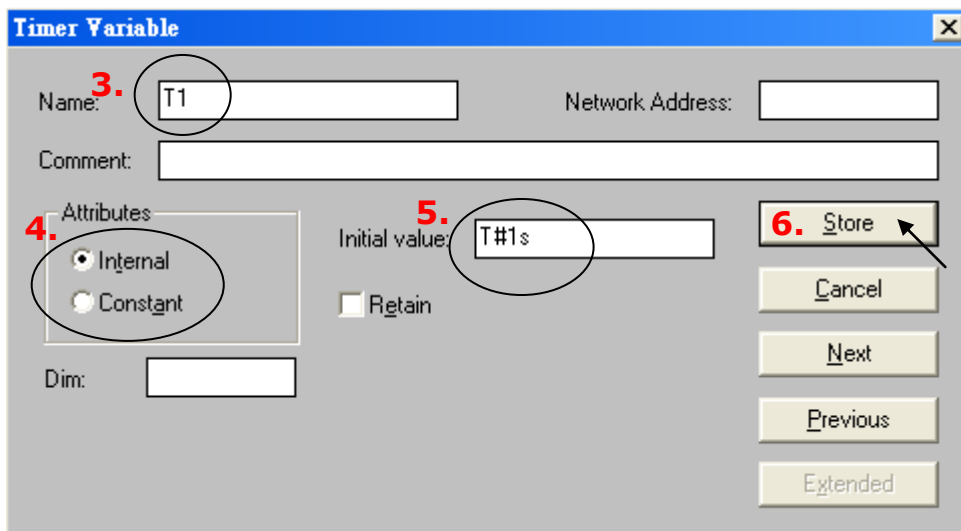 Timer Variable
Name: 3. T1 Network Address:
Comment:
Attributes
4. Internal
Constant
Initial value: 5. T#1s
Retain
Dim:
6. Store
Cancel
Next
Previous
Extended